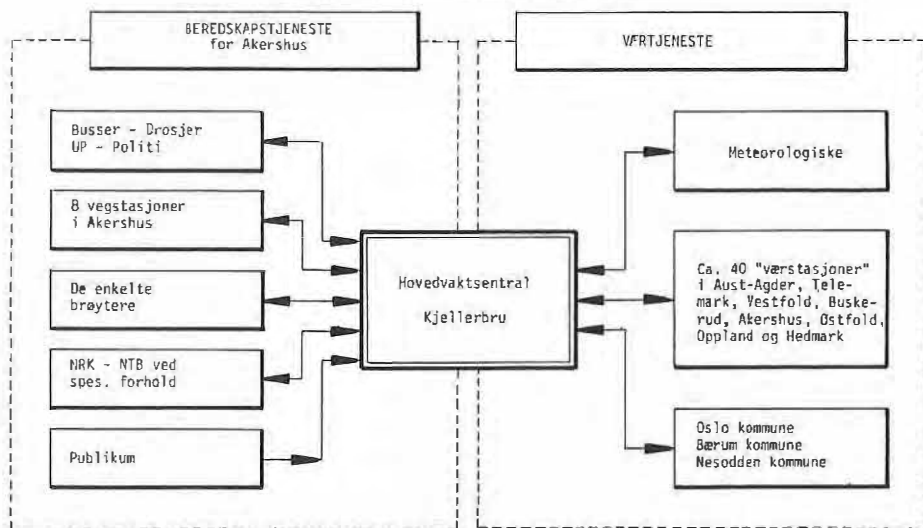 BEREDSKAPSTJENESTE
for Akershus
VÆRTJENESTE
Busser - Drosjer
UP - Politi
8 vegstasjoner
i Akershus
De enkelte
brøytere
NRK - NTB ved
spes. forhold
Publikum
Hovedvaktsentral
Kjellerbru
Meteorologiske
Ca. 40 "værstasjoner"
i Aust-Agder, Tele-
mark, Vestfold, Buske-
rud, Akershus, Østfold,
Oppland og Hedmark
Oslo kommune
Bærum kommune
Nesodden kommune